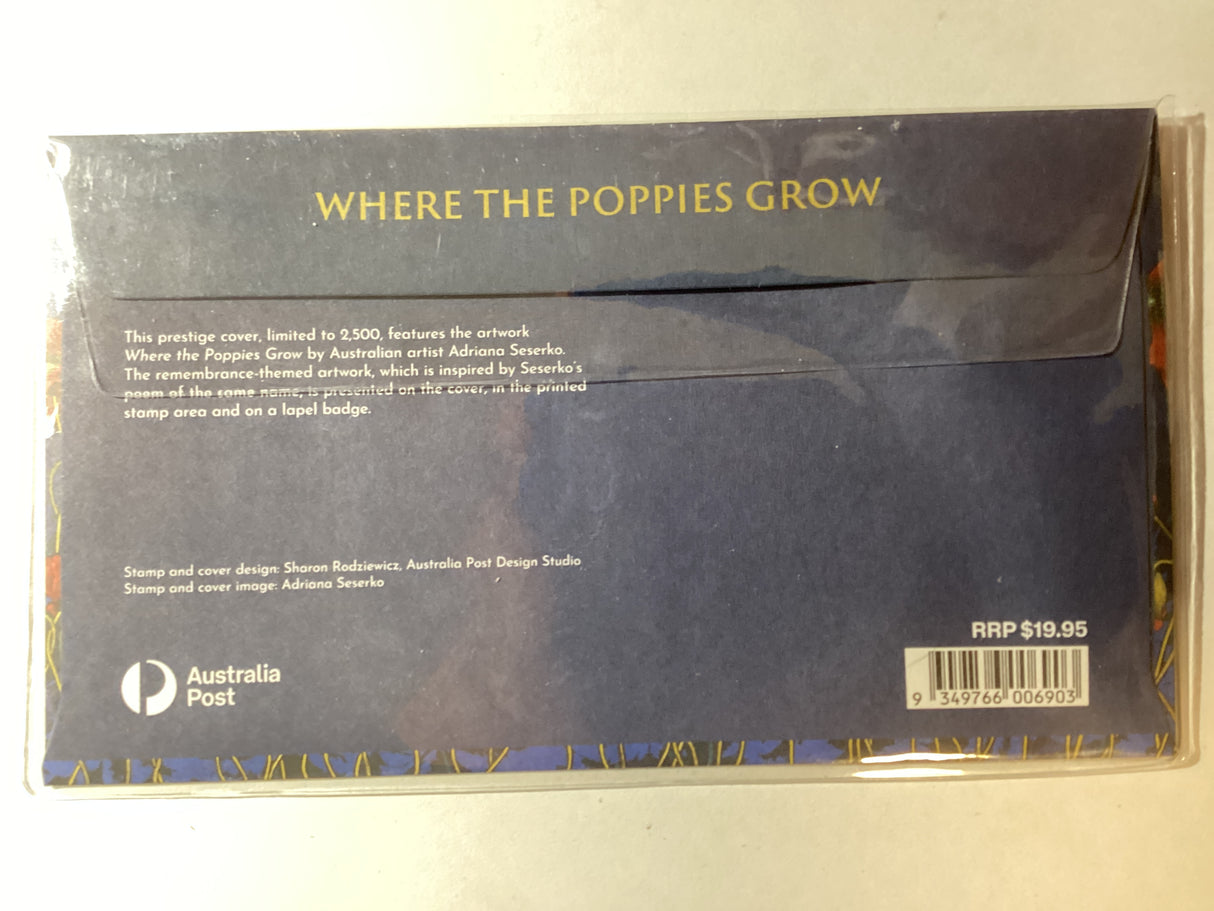 WHERE THE POPPIES GROW
This prestige cover, limited to 2,500, features the artwork
Where the Poppies Grow by Australian artist Adriana Seserko.
The remembrance-themed artwork, which is inspired by Seserko's
poem of the same name, is presented on the cover, in the printed
stamp area and on a lapel badge.
Stamp and cover design: Sharon Rodziewicz, Australia Post Design Studio
Stamp and cover image: Adriana Seserko
Australia
Post
RRP $19.95
9 349766 006903